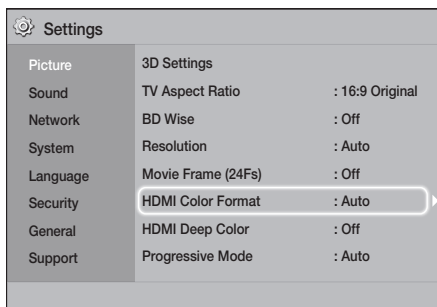 Settings
Picture
Sound
Network
System
Language
Security
General
Support
3D Settings
TV Aspect Ratio : 16:9 Original
BD Wise : Off
Resolution : Auto
Movie Frame (24Fs) : Off
HDMI Color Format : Auto
HDMI Deep Color : Off
Progressive Mode : Auto